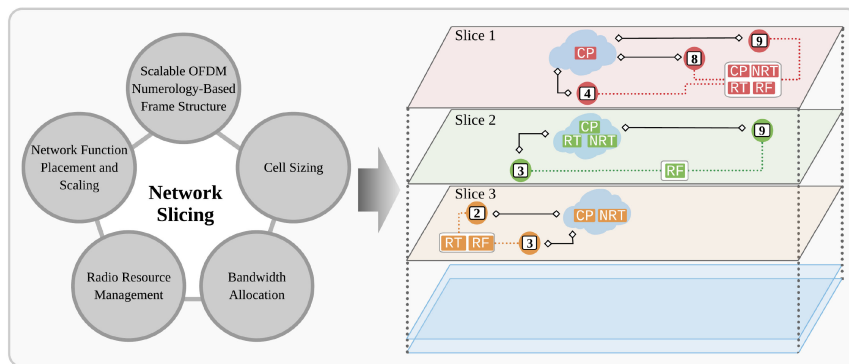 Scalable OFDM
Numerology-Based
Frame Structure
Network Function
Placement and
Scaling
Cell Sizing
Network
Slicing
Radio Resource
Management
Bandwidth
Allocation
Slice 1
CP
9
8
4
CP NRT
RT RF
Slice 2
CP
RT NRT
9
3
RF
Slice 3
2
CP NRT
RT RF
3